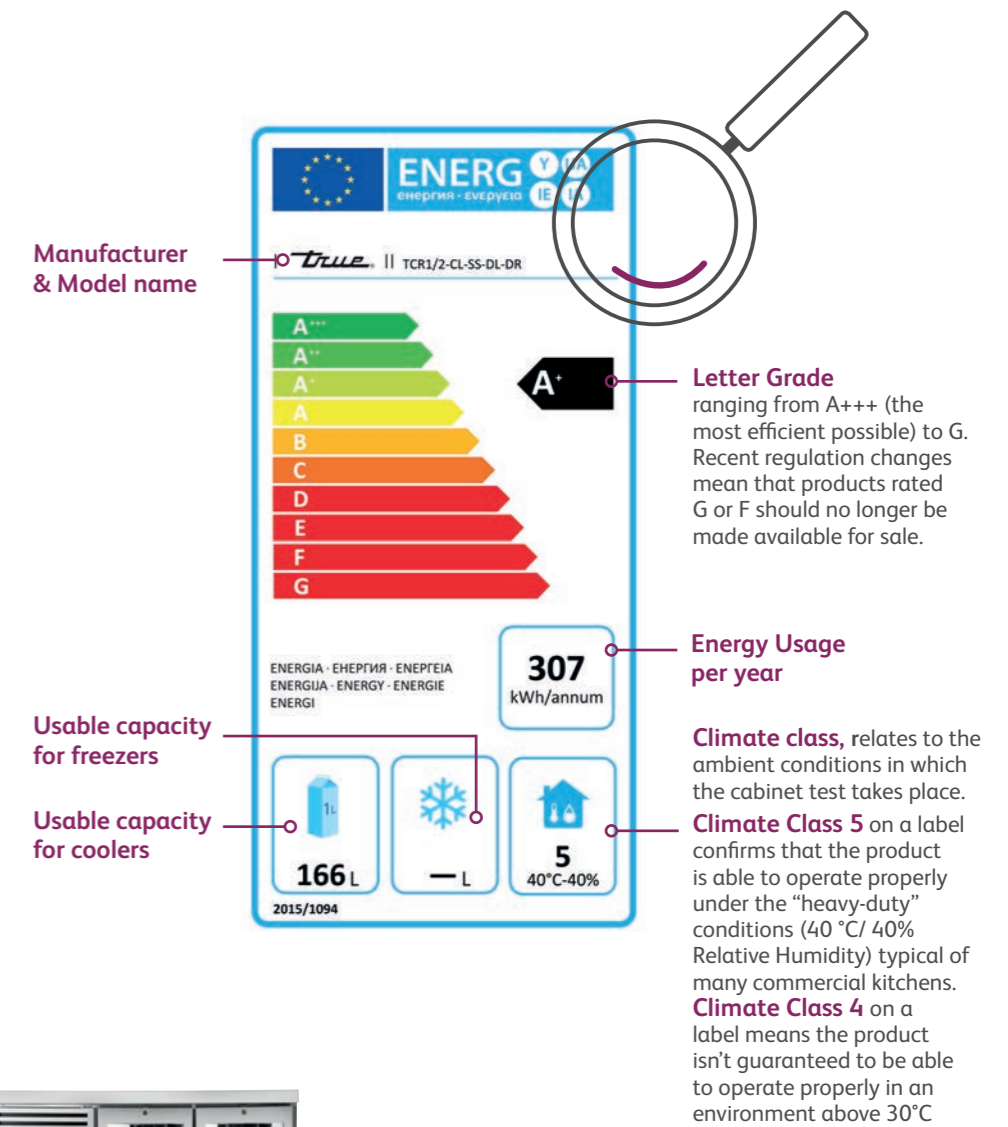 ENERG Y IJA
енергия · ενεργεια IE IA
Manufacturer
& Model name
true. II TCR1/2-CL-SS-DL-DR
A+++
A++
A+
A
B
C
D
E
F
G
A+
Letter Grade
ranging from A+++ (the
most efficient possible) to G.
Recent regulation changes
mean that products rated
G or F should no longer be
made available for sale.
ENERGIA · ЕНЕРГИЯ · ΕΝΕΡΓΕΙΑ
ENERGIJA · ENERGY · ENERGIE
ENERGI
307
kWh/annum
Energy Usage
per year
Usable capacity
for freezers
Usable capacity
for coolers
1L
166 L
— L
5
40°C-40%
2015/1094
Climate class, relates to the
ambient conditions in which
the cabinet test takes place.
Climate Class 5 on a label
confirms that the product
is able to operate properly
under the “heavy-duty”
conditions (40 °C/ 40%
Relative Humidity) typical of
many commercial kitchens.
Climate Class 4 on a
label means the product
isn’t guaranteed to be able
to operate properly in an
environment above 30°C